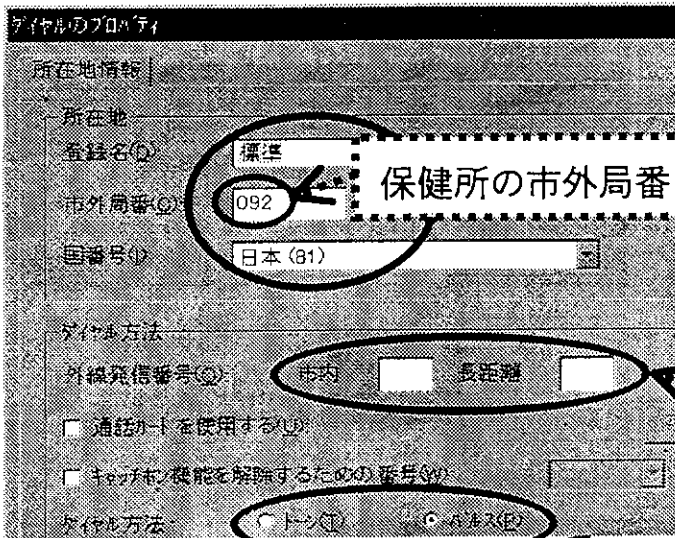 ダイヤルのプロパティ
所在地情報
所在地
登録名(D) 標準
市外局番(C) 092 保健所の市外局番
国番号(I) 日本 (81)
ダイヤル方法
外線発信番号(O): 市内 長距離
通話カードを使用する(U)
キャッチホン機能を解除するための番号(W)
ダイヤル方法 トーン(T) パルス(P)